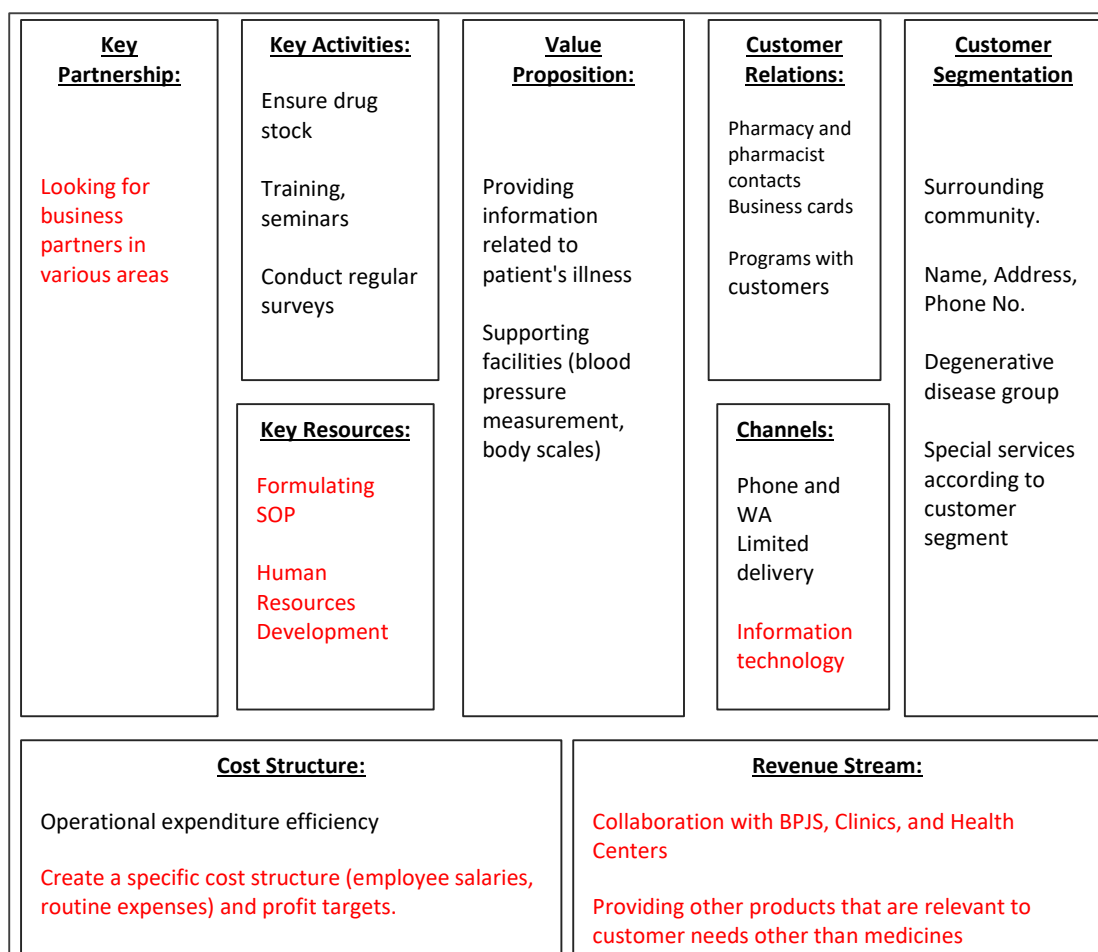 Key
Partnership:
Looking for
business
partners in
various areas
Key Activities:
Ensure drug
stock
Training,
seminars
Conduct regular
surveys
Key Resources:
Formulating
SOP
Human
Resources
Development
Value
Proposition:
Providing
information
related to
patient's illness
Supporting
facilities (blood
pressure
measurement,
body scales)
Customer
Relations:
Pharmacy and
pharmacist
contacts
Business cards
Programs with
customers
Channels:
Phone and
WA
Limited
delivery
Information
technology
Customer
Segmentation
Surrounding
community.
Name, Address,
Phone No.
Degenerative
disease group
Special services
according to
customer
segment
Cost Structure:
Operational expenditure efficiency
Create a specific cost structure (employee salaries,
routine expenses) and profit targets.
Revenue Stream:
Collaboration with BPJS, Clinics, and Health
Centers
Providing other products that are relevant to
customer needs other than medicines